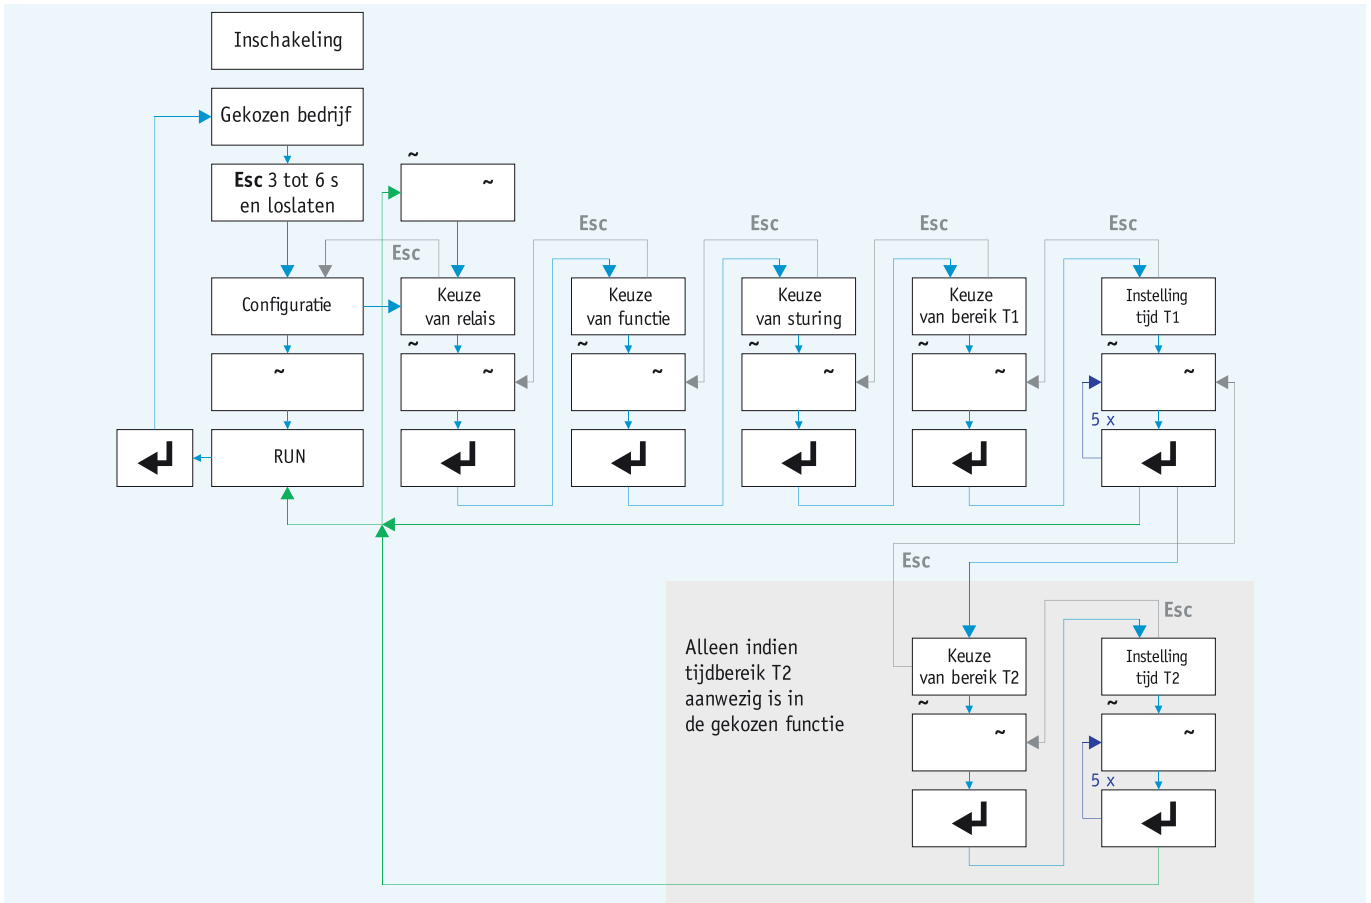 Inschakeling
Gekozen bedrijf
Esc 3 tot 6 s
en loslaten
~
~
Esc
Esc
Esc
Esc
Esc
Configuratie
Keuze
van relais
Keuze
van functie
Keuze
van sturing
Keuze
van bereik T1
Instelling
tijd T1
~
~
~
~
~
~
~
~
~
~
~
5 x
RUN
Esc
Alleen indien
tijdbereik T2
aanwezig is in
de gekozen functie
Esc
Keuze
van bereik T2
Instelling
tijd T2
~
~
~
~
5 x